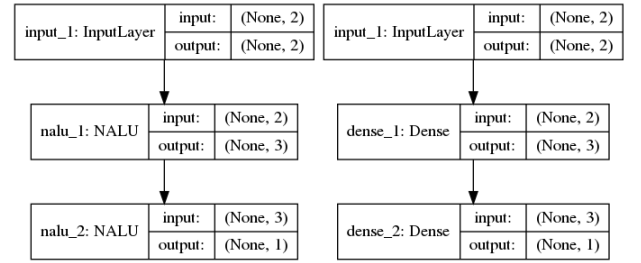 input_1: InputLayer
input: (None, 2)
output: (None, 2)
nalu_1: NALU
input: (None, 2)
output: (None, 3)
nalu_2: NALU
input: (None, 3)
output: (None, 1)
input_1: InputLayer
input: (None, 2)
output: (None, 2)
dense_1: Dense
input: (None, 2)
output: (None, 3)
dense_2: Dense
input: (None, 3)
output: (None, 1)